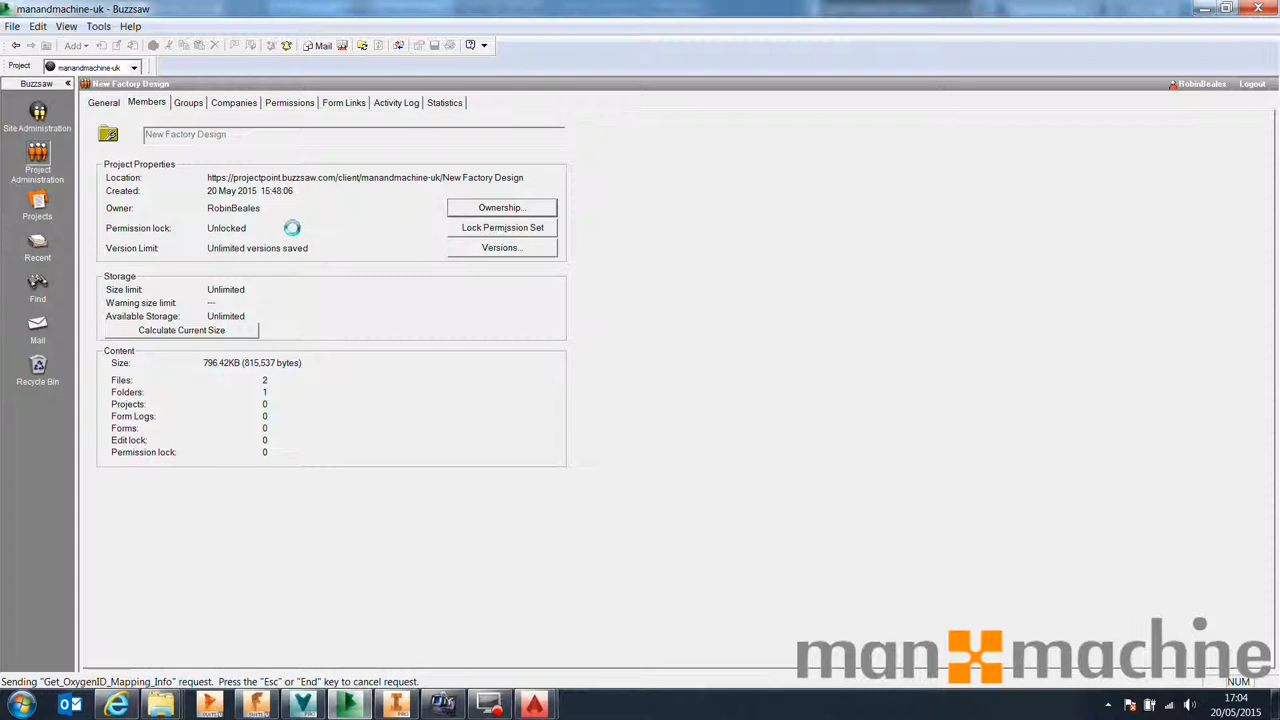 manandmachine-uk - Buzzsaw
File Edit View Tools Help
Add Mail
Project manandmachine-uk
Buzzsaw « New Factory Design RobinBeales Logout
General Members Groups Companies Permissions Form Links Activity Log Statistics
Site Administration
Project Administration
Projects
Recent
Find
Mail
Recycle Bin
New Factory Design
Project Properties
Location: https://projectpoint.buzzsaw.com/client/manandmachine-uk/New Factory Design
Created: 20 May 2015 15:48:06
Owner: RobinBeales Ownership...
Permission lock: Unlocked Lock Permission Set
Version Limit: Unlimited versions saved Versions...
Storage
Size limit: Unlimited
Warning size limit: ---
Available Storage: Unlimited
Calculate Current Size
Content
Size: 796.42KB (815,537 bytes)
Files: 2
Folders: 1
Projects: 0
Form Logs: 0
Forms: 0
Edit lock: 0
Permission lock: 0
man machine
Sending "Get_OxygenID_Mapping_Info" request. Press the "Esc" or "End" key to cancel request. NUM
17:04
20/05/2015